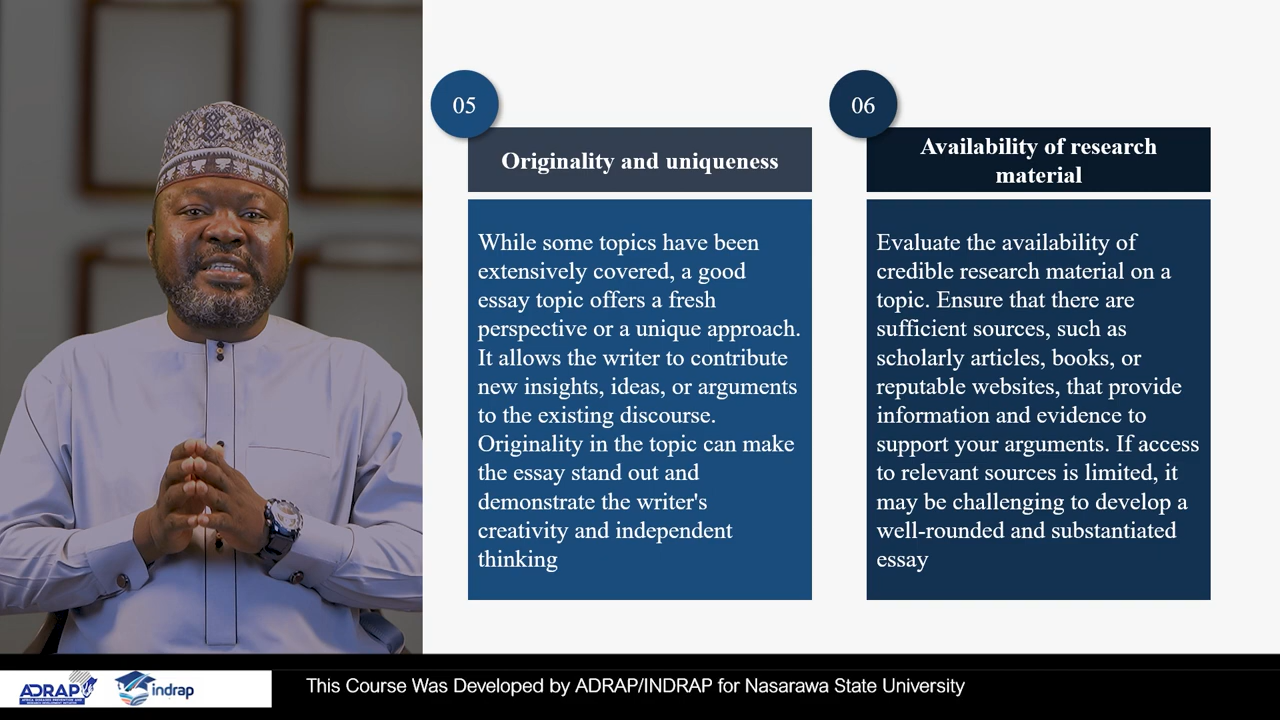 05
Originality and uniqueness
While some topics have been
extensively covered, a good
essay topic offers a fresh
perspective or a unique approach.
It allows the writer to contribute
new insights, ideas, or arguments
to the existing discourse.
Originality in the topic can make
the essay stand out and
demonstrate the writer's
creativity and independent
thinking
06
Availability of research
material
Evaluate the availability of
credible research material on a
topic. Ensure that there are
sufficient sources, such as
scholarly articles, books, or
reputable websites, that provide
information and evidence to
support your arguments. If access
to relevant sources is limited, it
may be challenging to develop a
well-rounded and substantiated
essay
ADRAP
indrap
This Course Was Developed by ADRAP/INDRAP for Nasarawa State University